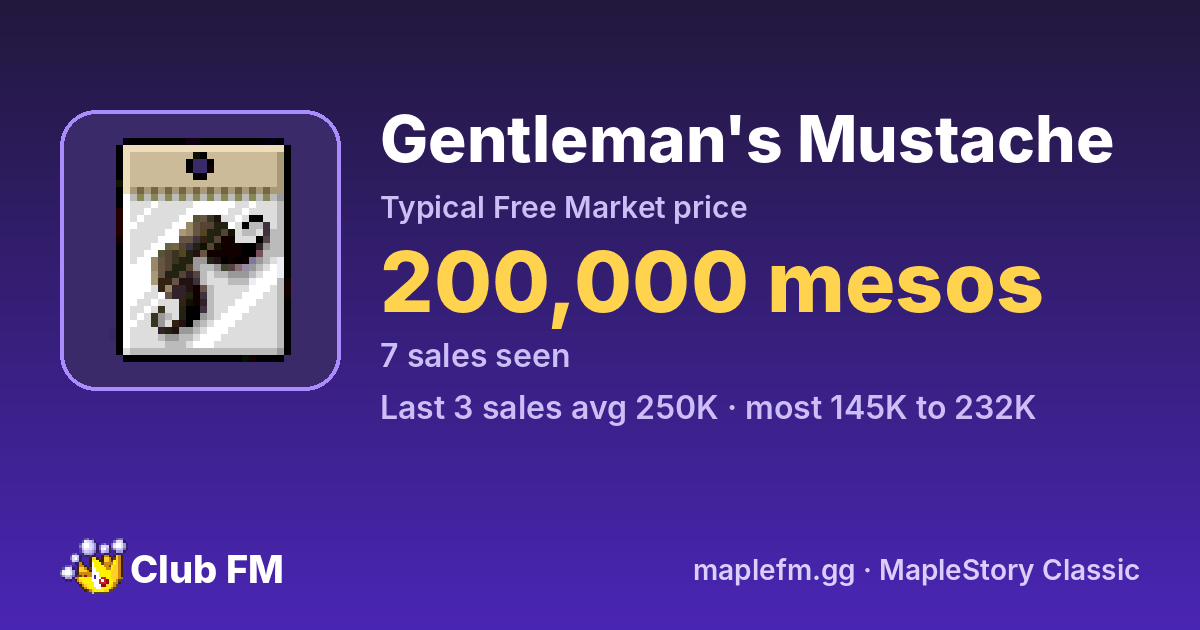 Gentleman's Mustache
Typical Free Market price
200,000 mesos
7 sales seen
Last 3 sales avg 250K · most 145K to 232K
Club FM
maplefm.gg · MapleStory Classic